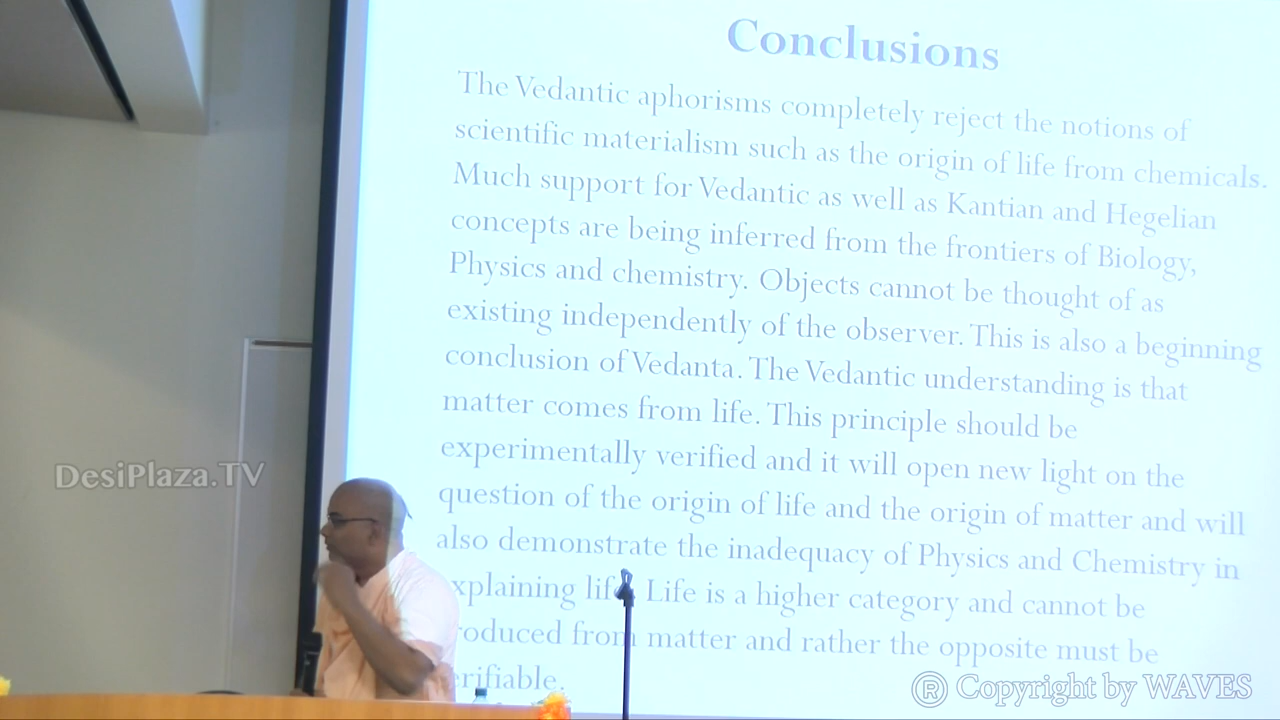 Conclusions
The Vedantic aphorisms completely reject the notions of
scientific materialism such as the origin of life from chemicals.
Much support for Vedantic as well as Kantian and Hegelian
concepts are being inferred from the frontiers of Biology,
Physics and chemistry. Objects cannot be thought of as
existing independently of the observer. This is also a beginning
conclusion of Vedanta. The Vedantic understanding is that
matter comes from life. This principle should be
experimentally verified and it will open new light on the
DesiPlaza.TV
question of the origin of life and the origin of matter and will
also demonstrate the inadequacy of Physics and Chemistry in
xplaining life. Life is a higher category and cannot be
roduced from matter and rather the opposite must be
erifiable.
® Copyright by WAVES